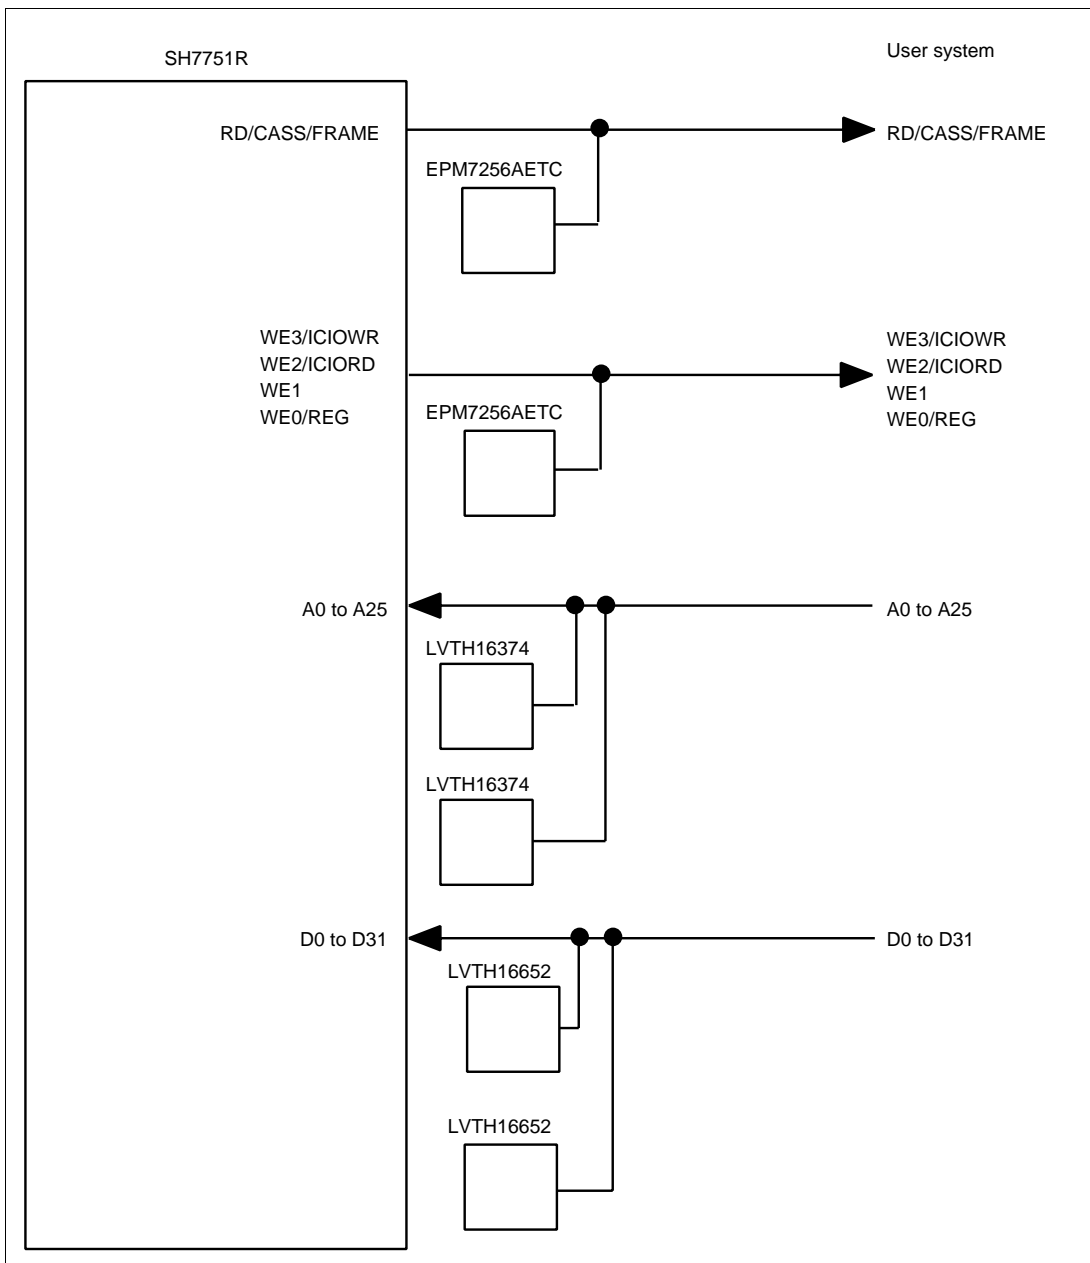 SH7751R
User system
RD/CASS/FRAME
RD/CASS/FRAME
EPM7256AETC
WE3/ICIOWR
WE2/ICIORD
WE1
WE0/REG
WE3/ICIOWR
WE2/ICIORD
WE1
WE0/REG
EPM7256AETC
A0 to A25
A0 to A25
LVTH16374
LVTH16374
D0 to D31
D0 to D31
LVTH16652
LVTH16652